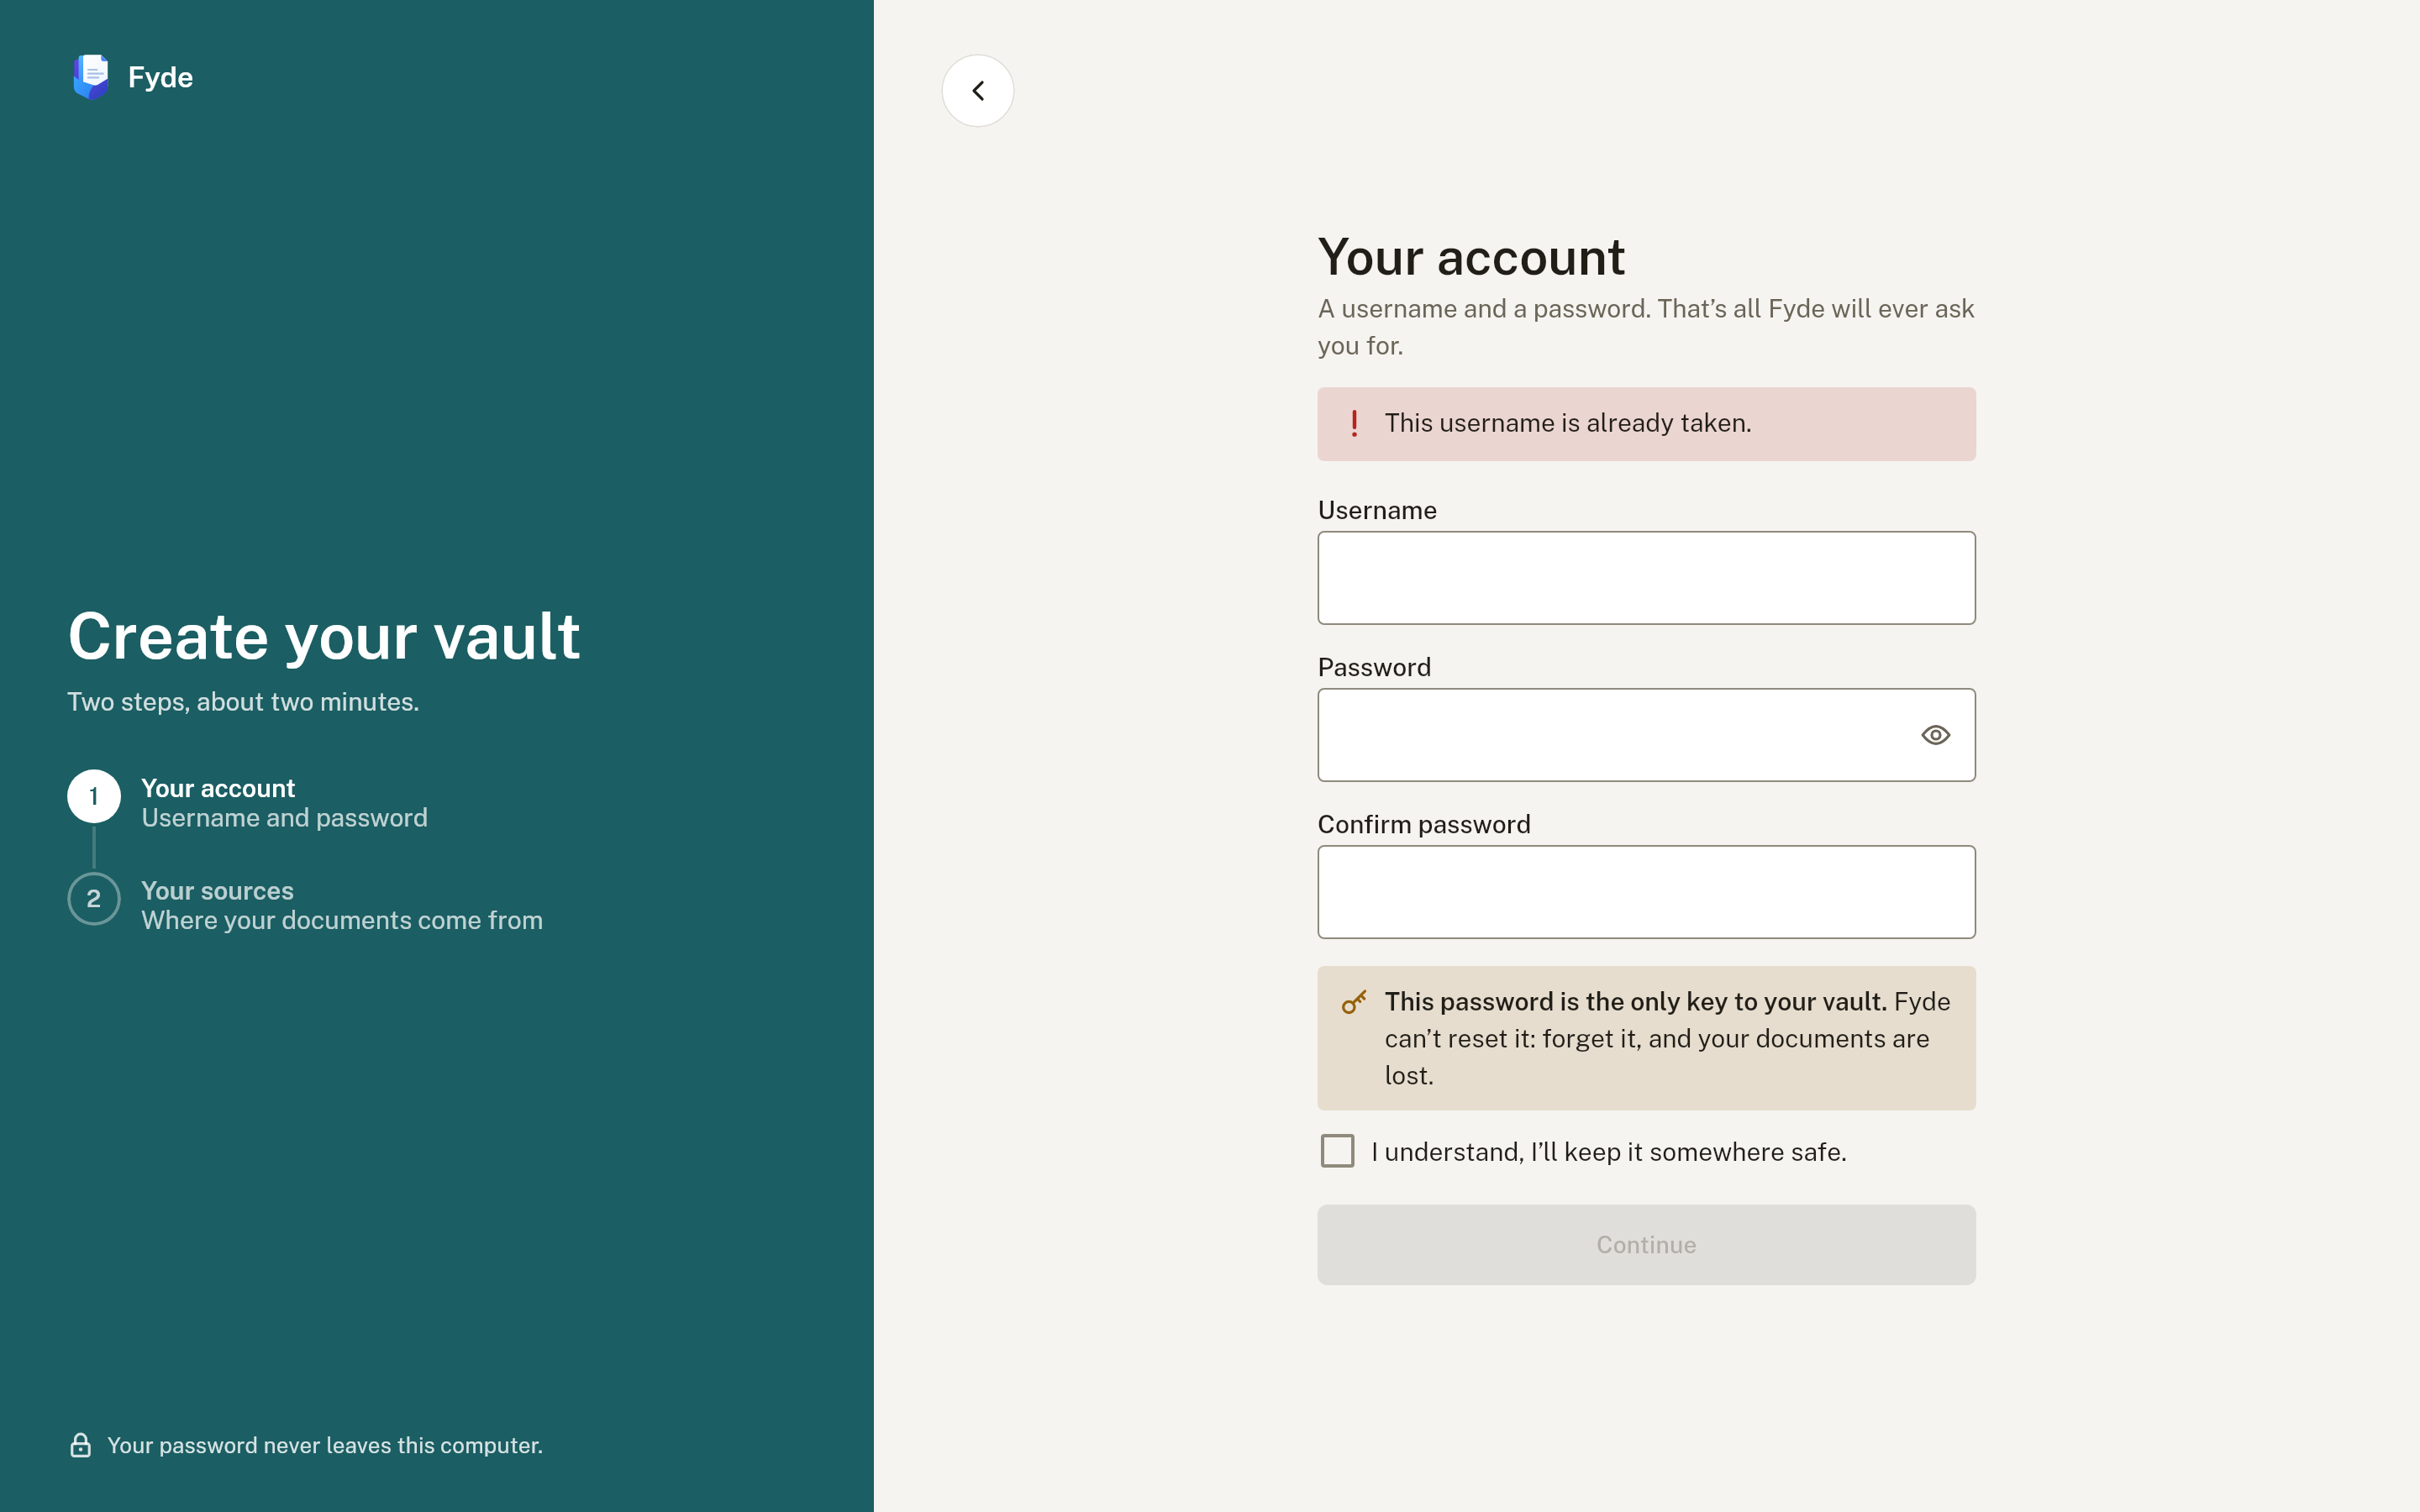 Fyde
Create your vault
Two steps, about two minutes.
1
Your account
Username and password
2
Your sources
Where your documents come from
Your password never leaves this computer.
Your account
A username and a password. That’s all Fyde will ever ask
you for.
This username is already taken.
Username
Password
Confirm password
This password is the only key to your vault. Fyde
can’t reset it: forget it, and your documents are
lost.
I understand, I’ll keep it somewhere safe.
Continue